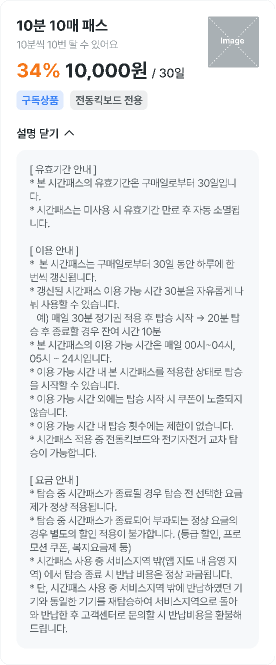 10분 10매 패스
10분씩 10번 탈 수 있어요
Image
34% 10,000원 / 30일
구독상품 전동킥보드 전용
설명 닫기
[ 유효기간 안내 ]
* 본 시간패스의 유효기간은 구매일로부터 30일입니
다.
* 시간패스는 미사용 시 유효기간 만료 후 자동 소멸됩
니다.
[ 이용 안내 ]
* 본 시간패스는 구매일로부터 30일 동안 하루에 한
번씩 갱신됩니다.
* 갱신된 시간패스 이용 가능 시간 30분을 자유롭게 나
눠 사용할 수 있습니다.
예) 매일 30분 정기권 적용 후 탑승 시작 → 20분 탑
승 후 종료할 경우 잔여 시간 10분
* 본 시간패스의 이용 가능 시간은 매일 00시~04시,
05시 ~ 24시입니다.
* 이용 가능 시간 내 본 시간패스를 적용한 상태로 탑승
을 시작할 수 있습니다.
* 이용 가능 시간 외에는 탑승 시작 시 쿠폰이 노출되지
않습니다.
* 이용 가능 시간 내 탑승 횟수에는 제한이 없습니다.
* 시간패스 적용 중 전동킥보드와 전기자전거 교차 탑
승이 가능합니다.
[ 요금 안내 ]
* 탑승 중 시간패스가 종료될 경우 탑승 전 선택한 요금
제가 정상 적용됩니다.
* 탑승 중 시간패스가 종료되어 부과되는 정상 요금의
경우 별도의 할인 적용이 불가합니다. (등급 할인, 프로
모션 쿠폰, 복지요금제 등)
* 시간패스 사용 중 서비스지역 밖(앱 지도 내 음영 지
역) 에서 탑승 종료 시 반납 비용은 정상 과금됩니다.
* 단, 시간패스 사용 중 서비스지역 밖에 반납하였던 기
기와 동일한 기기를 재탑승하여 서비스지역으로 돌아
와 반납한 후 고객센터로 문의할 시 반납비용을 환불해
드립니다.